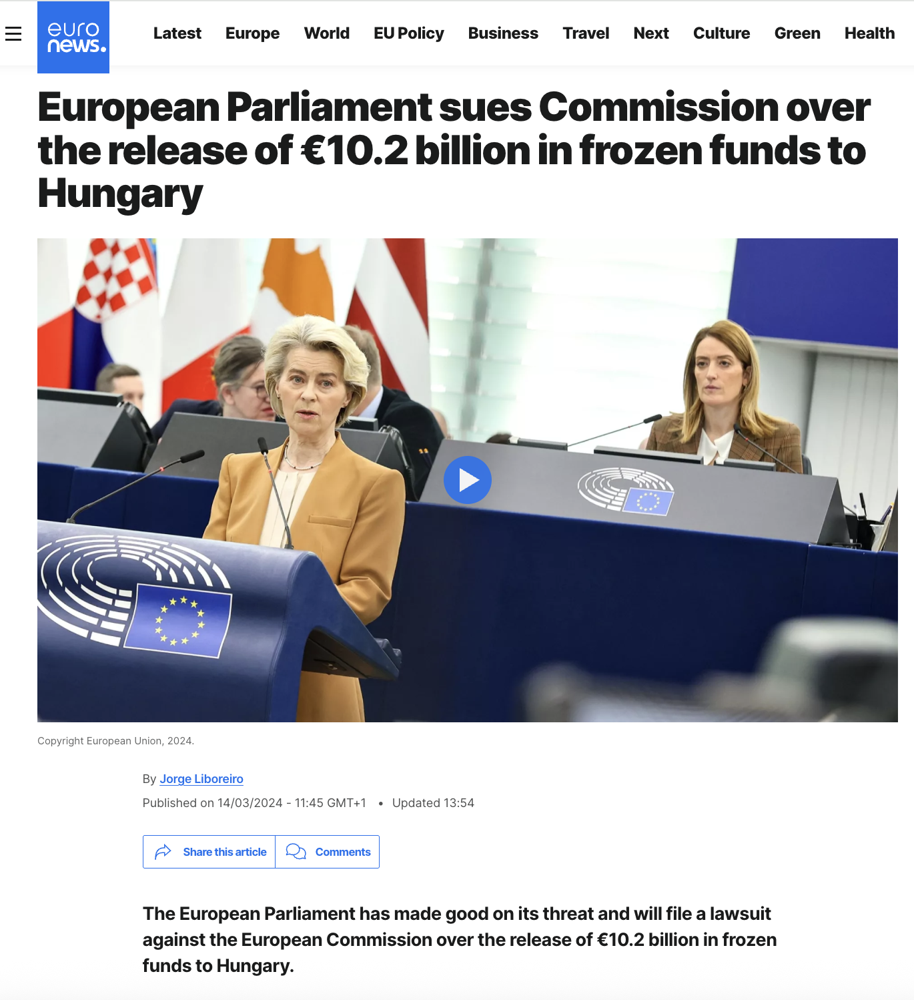 euro
news.
Latest Europe World EU Policy Business Travel Next Culture Green Health
European Parliament sues Commission over
the release of €10.2 billion in frozen funds to
Hungary
Copyright European Union, 2024.
By Jorge Liboreiro
Published on 14/03/2024 - 11:45 GMT+1 • Updated 13:54
Share this article Comments
The European Parliament has made good on its threat and will file a lawsuit
against the European Commission over the release of €10.2 billion in frozen
funds to Hungary.